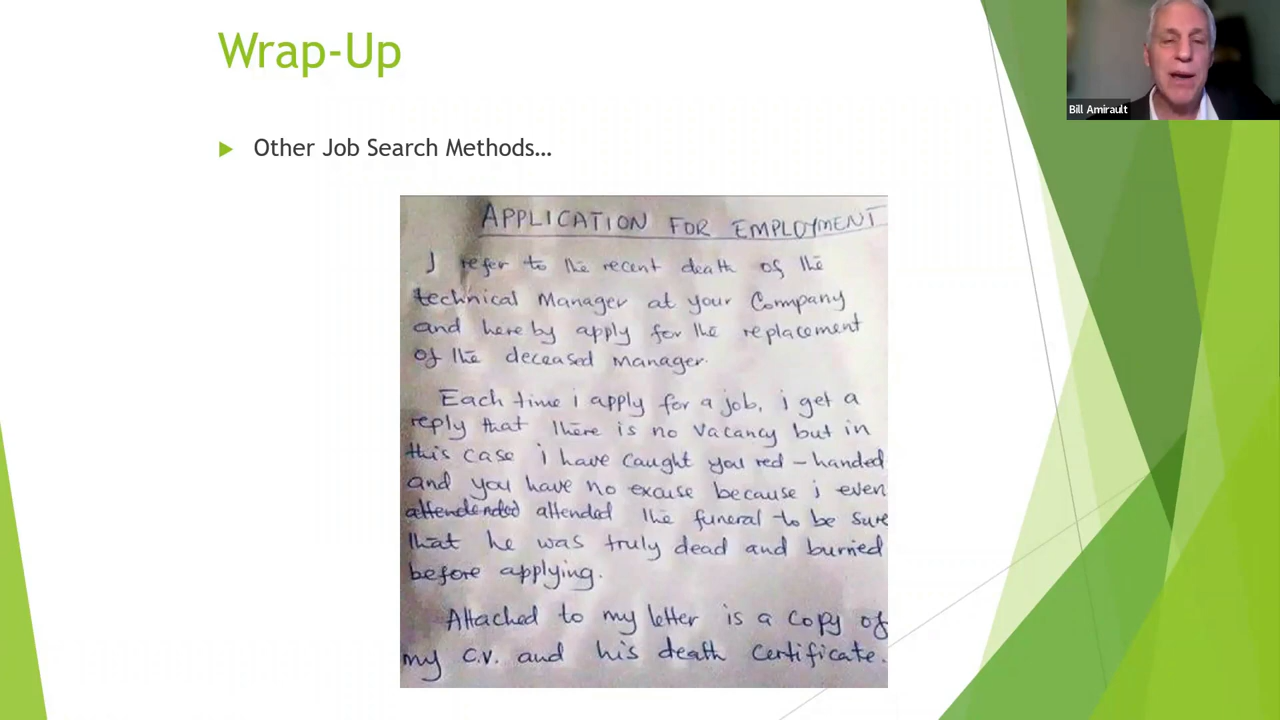 Wrap-Up
Bill Amirault
Other Job Search Methods...
APPLICATION FOR EMPLOYMENT
I refer to the recent death of the
technical Manager at your Company
and hereby apply for the replacement
of the deceased manager.
Each time i apply for a job, i get a
reply that there is no Vacancy but in
this case i have caught you red-handed
and you have no excuse because i even
attendended attended the funeral to be sure
that he was truly dead and burried
before applying.
Attached to my letter is a copy of
my C.V. and his death certificate.